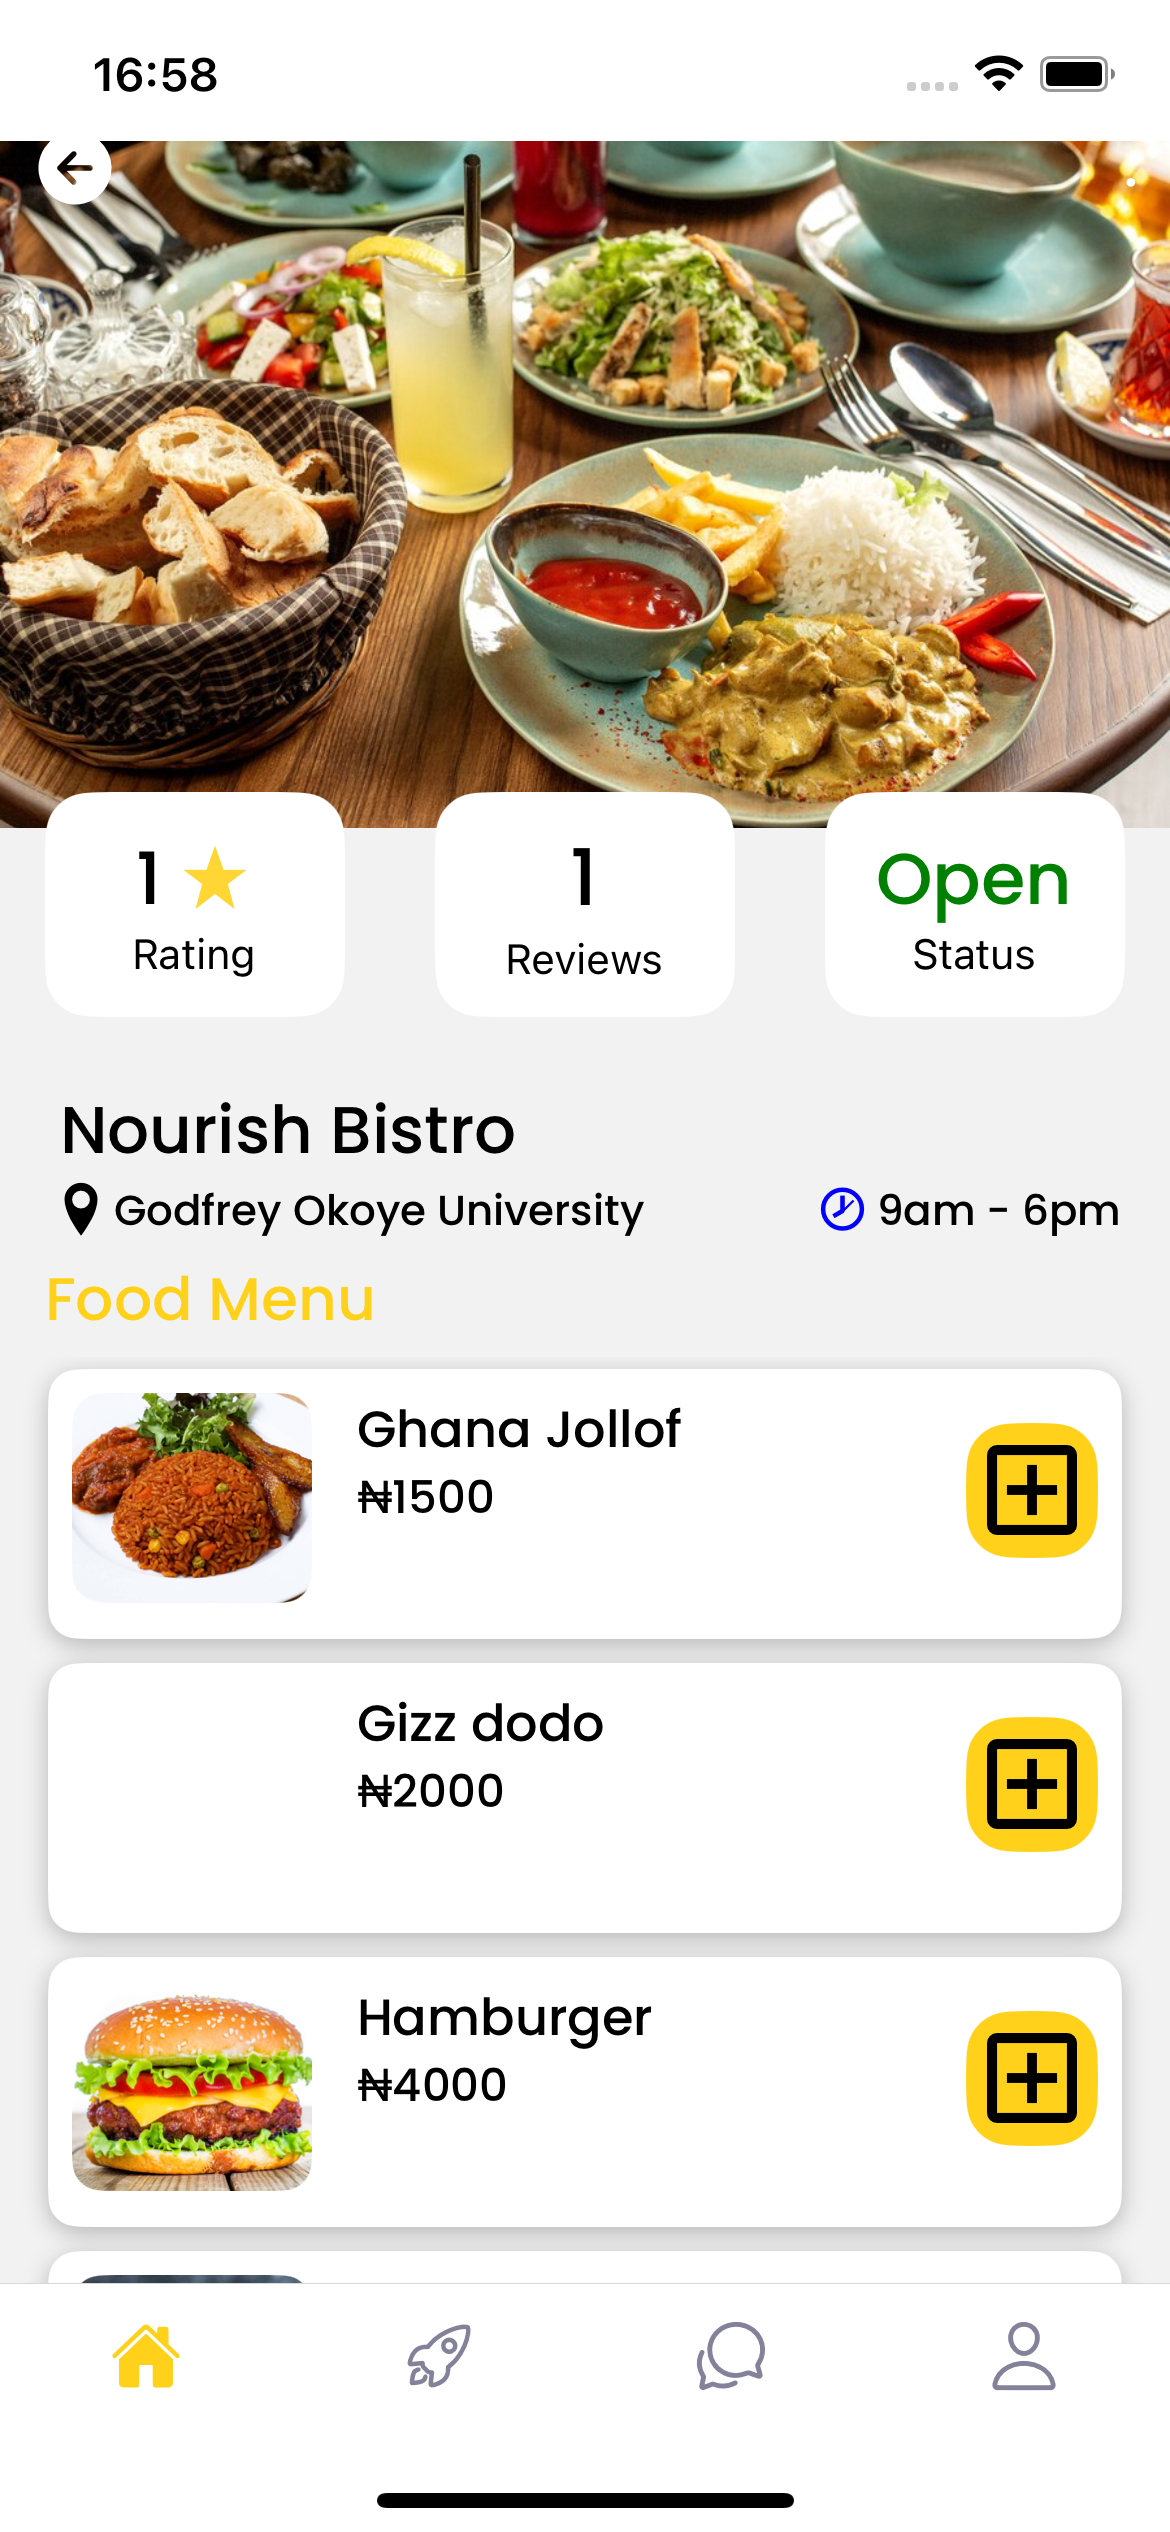 16:58
1
Rating
1
Reviews
Open
Status
Nourish Bistro
Godfrey Okoye University
9am - 6pm
Food Menu
Ghana Jollof
₦1500
Gizz dodo
₦2000
Hamburger
₦4000